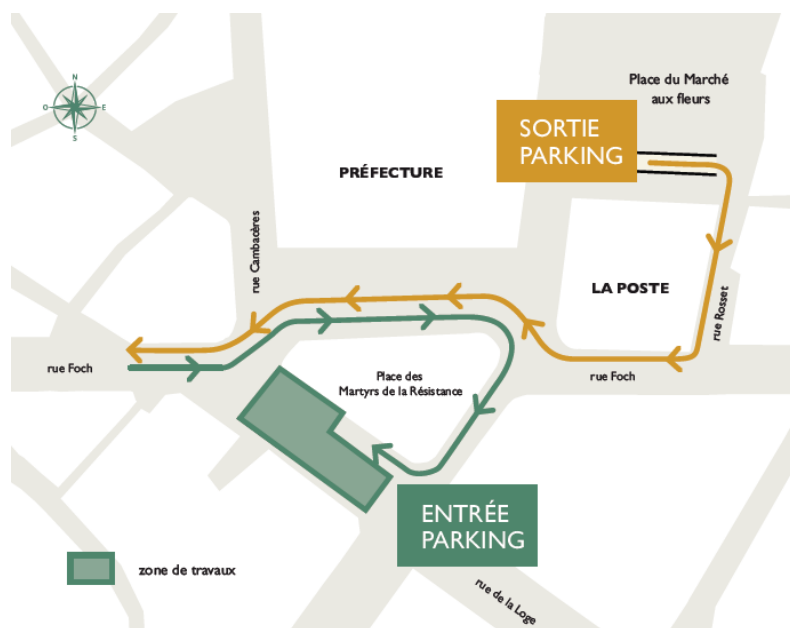 N
O
E
S
Place du Marché
aux fleurs
SORTIE
PARKING
PRÉFECTURE
rue Cambacères
LA POSTE
rue Rosset
rue Foch
Place des
Martyrs de la Résistance
rue Foch
ENTRÉE
PARKING
zone de travaux
rue de la Loge